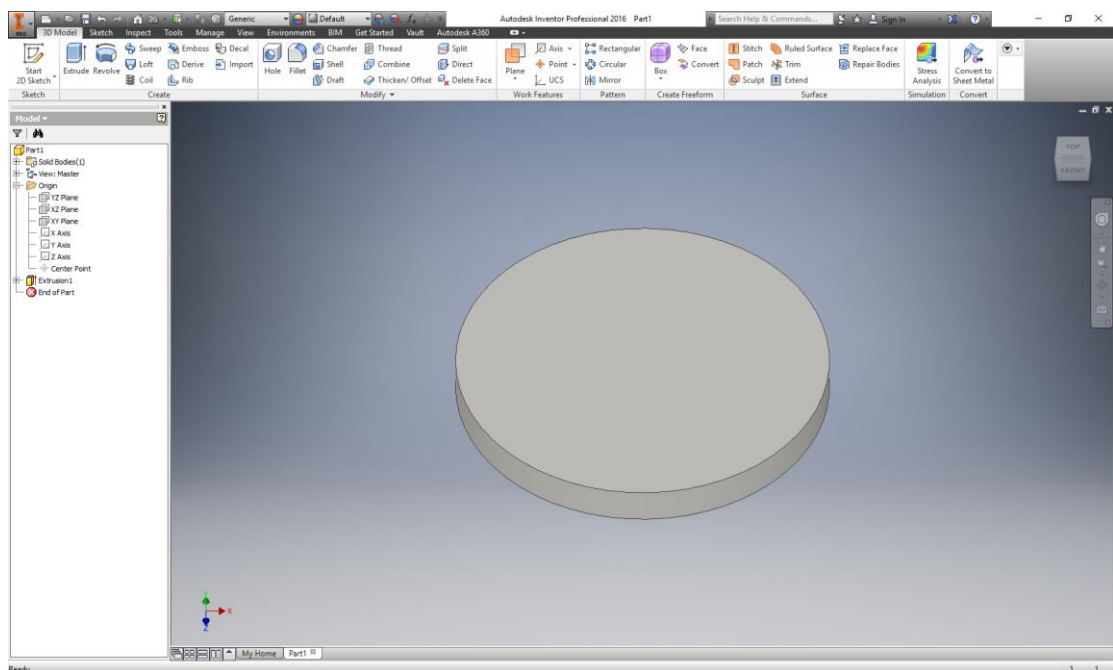 PRO
Generic
Default
Autodesk Inventor Professional 2016 Part1
Search Help & Commands...
Sign In
3D Model Sketch Inspect Tools Manage View Environments BIM Get Started Vault Autodesk A360
Start
2D Sketch
Extrude Revolve
Sweep Emboss Decal
Loft Derive Import
Coil Rib
Hole Fillet
Chamfer Thread Split
Shell Combine Direct
Draft Thicken/ Offset Delete Face
Plane
Axis
Point
UCS
Rectangular
Circular
Mirror
Box
Face
Convert
Stitch Ruled Surface Replace Face
Patch Trim Repair Bodies
Sculpt Extend
Stress
Analysis
Convert to
Sheet Metal
Sketch Create Modify Work Features Pattern Create Freeform Surface Simulation Convert
Model
Part1
Solid Bodies(1)
View: Master
Origin
YZ Plane
XZ Plane
XY Plane
X Axis
Y Axis
Z Axis
Center Point
Extrusion1
End of Part
TOP
FRONT
Y
X
Z
My Home Part1
Ready
1 1